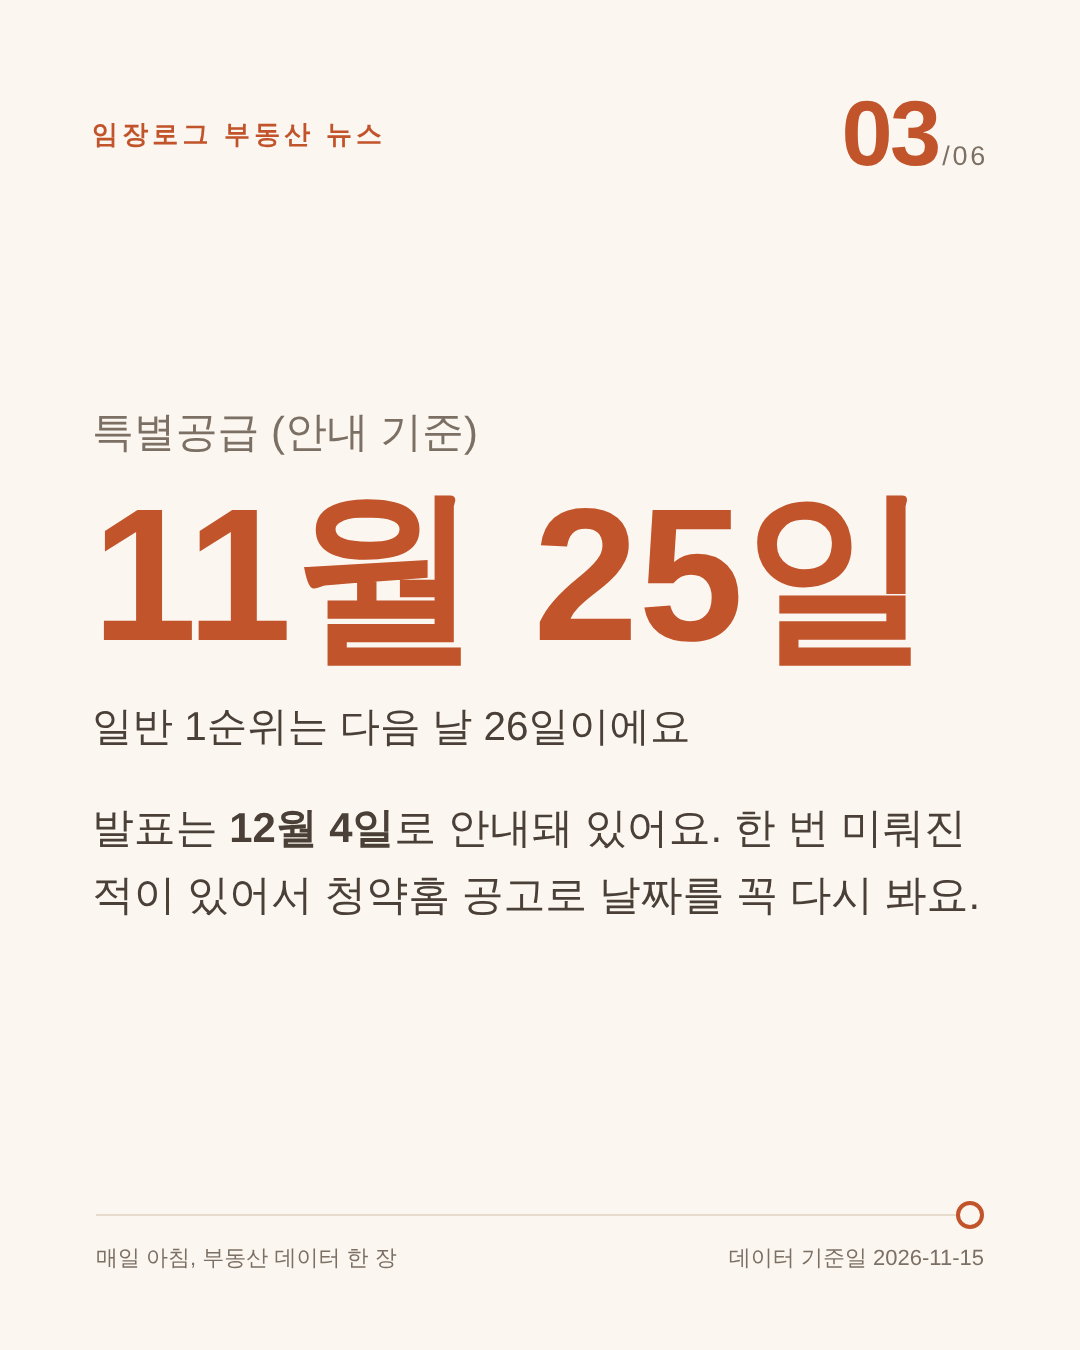 임장로그 부동산 뉴스
03/06
특별공급 (안내 기준)
11월 25일
일반 1순위는 다음 날 26일이에요
발표는 12월 4일로 안내돼 있어요. 한 번 미뤄진
적이 있어서 청약홈 공고로 날짜를 꼭 다시 봐요.
매일 아침, 부동산 데이터 한 장
데이터 기준일 2026-11-15